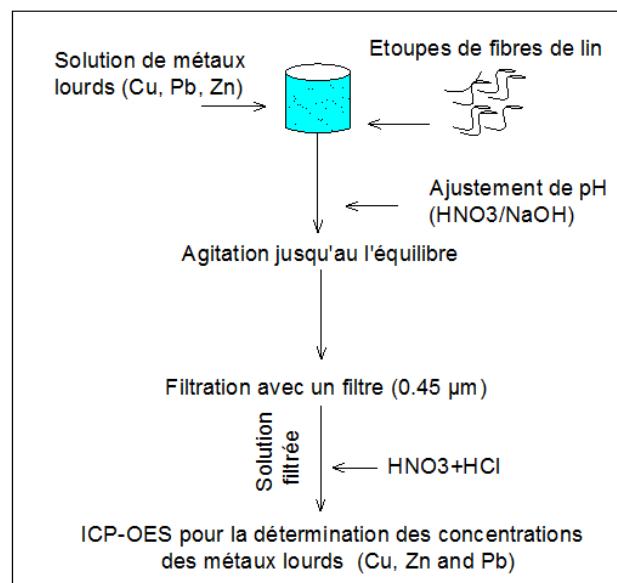 Solution de métaux
lourds (Cu, Pb, Zn)
Etoupes de fibres de lin
Ajustement de pH
(HNO3/NaOH)
Agitation jusqu'au l'équilibre
Filtration avec un filtre (0.45 µm)
Solution
filtrée
HNO3+HCl
ICP-OES pour la détermination des concentrations
des métaux lourds (Cu, Zn and Pb)